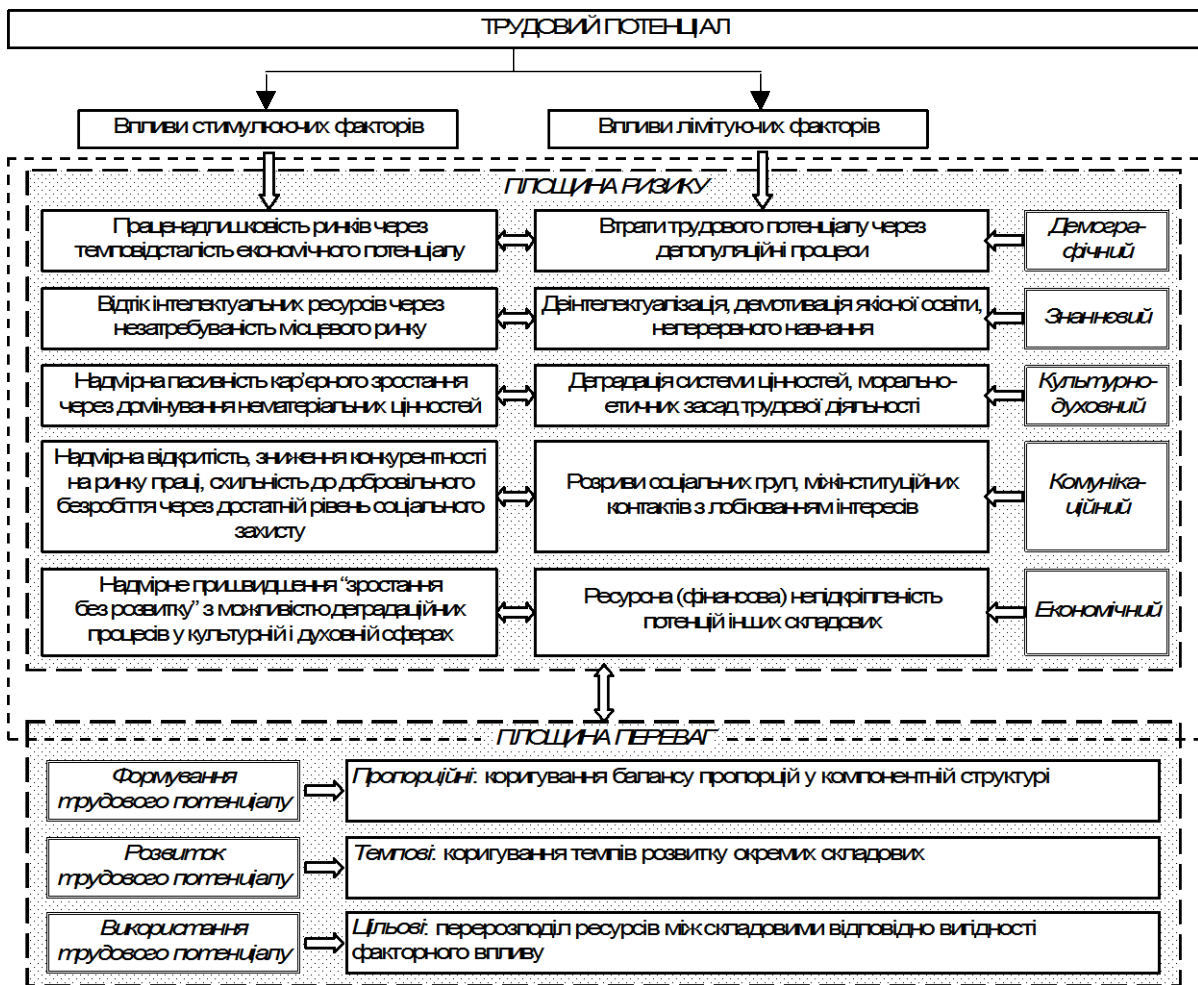 ТРУДОВИЙ ПОТЕНЦІАЛ
Впливи стимулюючих факторів
Впливи лімітуючих факторів
ПЛОЩИНА РИЗИКУ
Праценадлишковість ринків через
темповідсталість економічного потенціалу
Втрати трудового потенціалу через
депопуляційні процеси
Демогра-
фічний
Відтік інтелектуальних ресурсів через
незатребуваність місцевого ринку
Деінтелектуалізація, демотивація якісної освіти,
неперервного навчання
Знаннєвий
Надмірна пасивність кар’єрного зростання
через домінування нематеріальних цінностей
Деградація системи цінностей, морально-
етичних засад трудової діяльності
Культурно-
духовний
Надмірна відкритість, зниження конкурентності
на ринку праці, схильність до добровільного
безробіття через достатній рівень соціального
захисту
Розриви соціальних груп, міжінституційних
контактів з лобіюванням інтересів
Комуніка-
ційний
Надмірне пришвидшення “зростання
без розвитку” з можливістю деградаційних
процесів у культурній і духовній сферах
Ресурсна (фінансова) непідкріпленість
потенцій інших складових
Економічний
ПЛОЩИНА ПЕРЕВАГ
Формування
трудового потенціалу
Пропорційні: коригування балансу пропорцій у компонентній структурі
Розвиток
трудового потенціалу
Темпові: коригування темпів розвитку окремих складових
Використання
трудового потенціалу
Цільові: перерозподіл ресурсів між складовими відповідно вигідності
факторного впливу